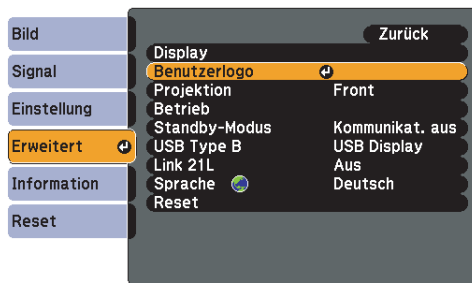 Bild
Signal
Einstellung
Erweitert
Information
Reset
Zurück
Display
Benutzerlogo
Projektion Front
Betrieb
Standby-Modus Kommunikat. aus
USB Type B USB Display
Link 21L Aus
Sprache Deutsch
Reset